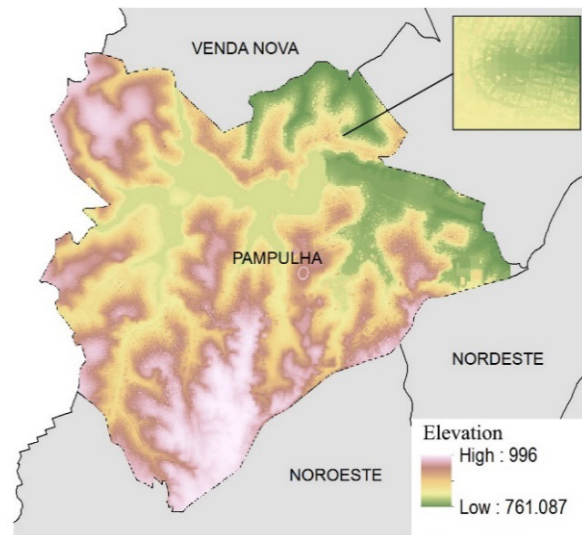 VENDA NOVA
PAMPULHA
NORDESTE
NOROESTE
Elevation
High : 996
Low : 761.087